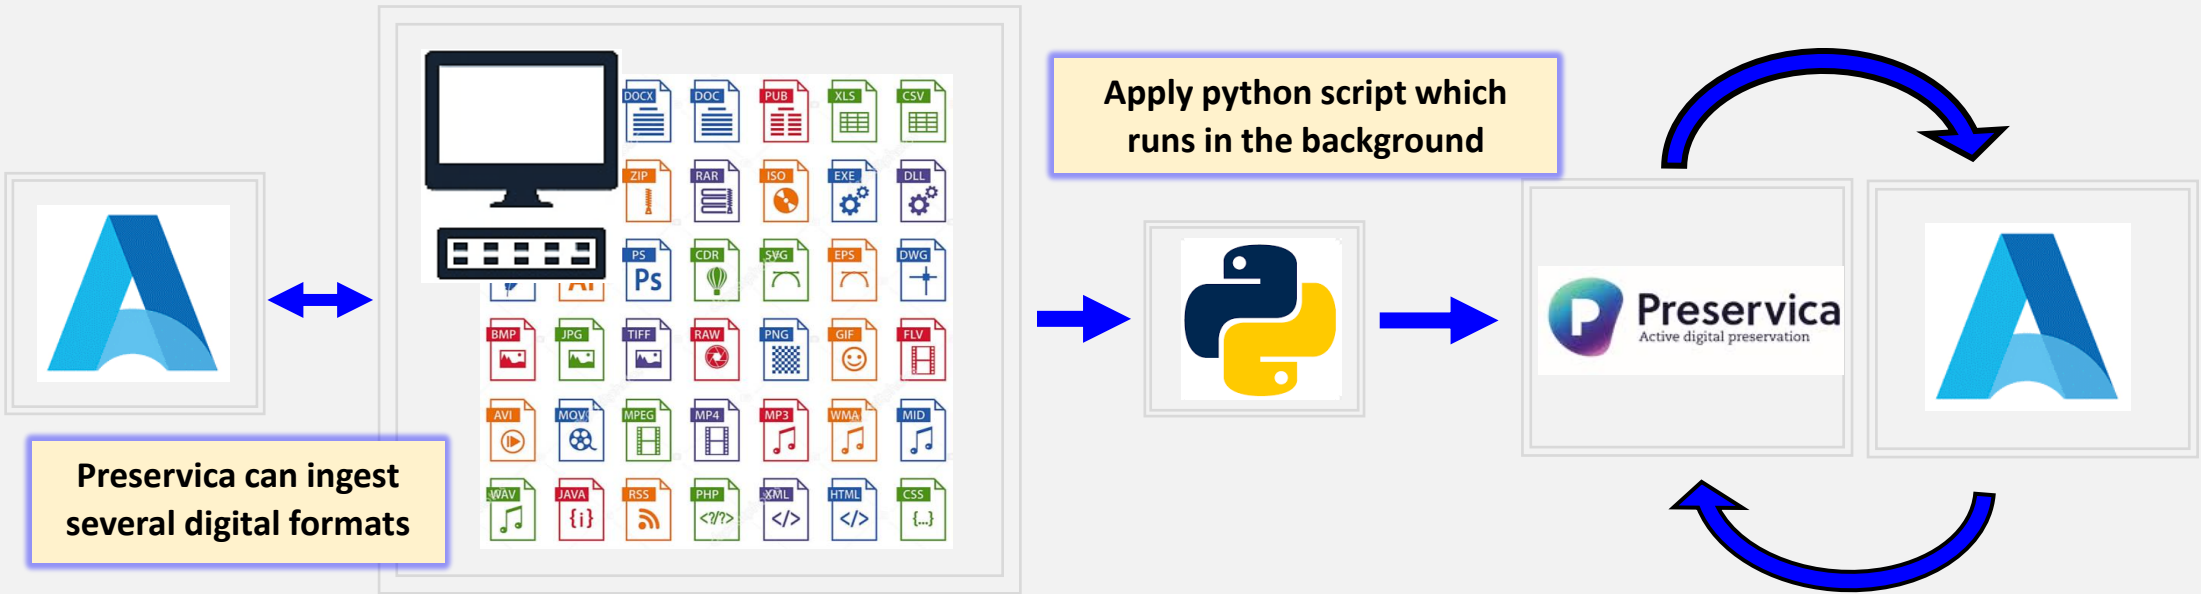 Preservica can ingest
several digital formats
DOCX DOC PUB XLS CSV
ZIP RAR ISO EXE DLL
PS CDR SVG EPS DWG
Ps
BMP JPG TIFF RAW PNG GIF FLV
AVI MOV MPEG MP4 MP3 WMA MID
WAV JAVA RSS PHP XML HTML CSS
{i} <?/?> </> </> {...}
Apply python script which
runs in the background
P
Preservica
Active digital preservation